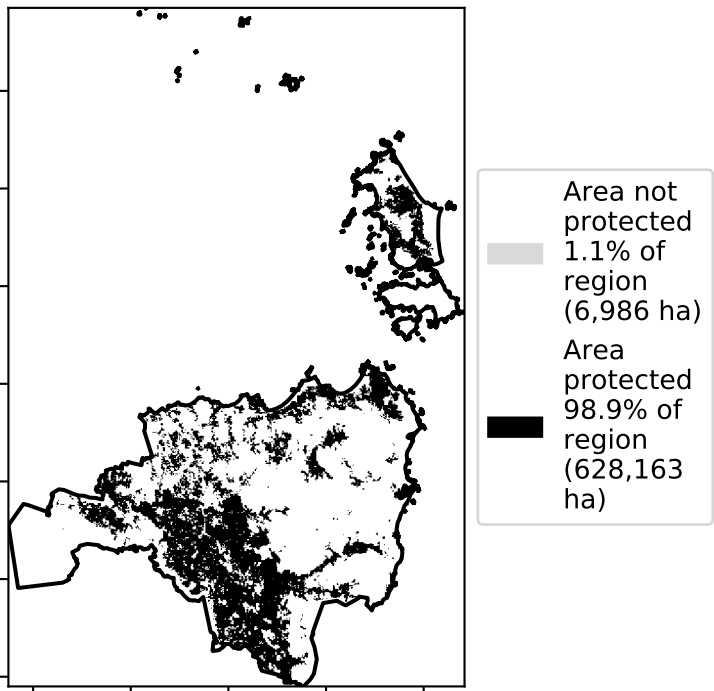 Area not
protected
1.1% of
region
(6,986 ha)
Area
protected
98.9% of
region
(628,163
ha)